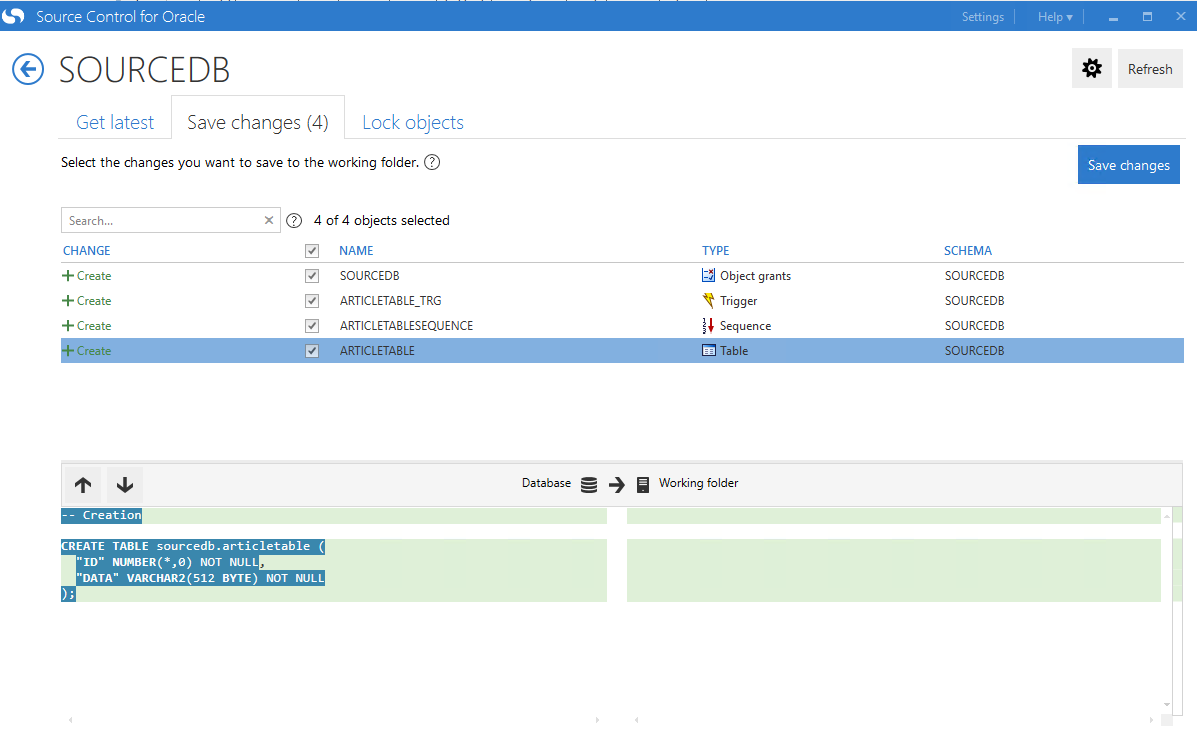 Source Control for Oracle Settings Help ▾
SOURCEDB
Refresh
Get latest Save changes (4) Lock objects
Select the changes you want to save to the working folder. ?
Save changes
Search... × ? 4 of 4 objects selected
CHANGE NAME TYPE SCHEMA
+ Create SOURCEDB Object grants SOURCEDB
+ Create ARTICLETABLE_TRG Trigger SOURCEDB
+ Create ARTICLETABLESEQUENCE Sequence SOURCEDB
+ Create ARTICLETABLE Table SOURCEDB
Database Working folder
-- Creation
CREATE TABLE sourcedb.articletable (
"ID" NUMBER(*,0) NOT NULL,
"DATA" VARCHAR2(512 BYTE) NOT NULL
);